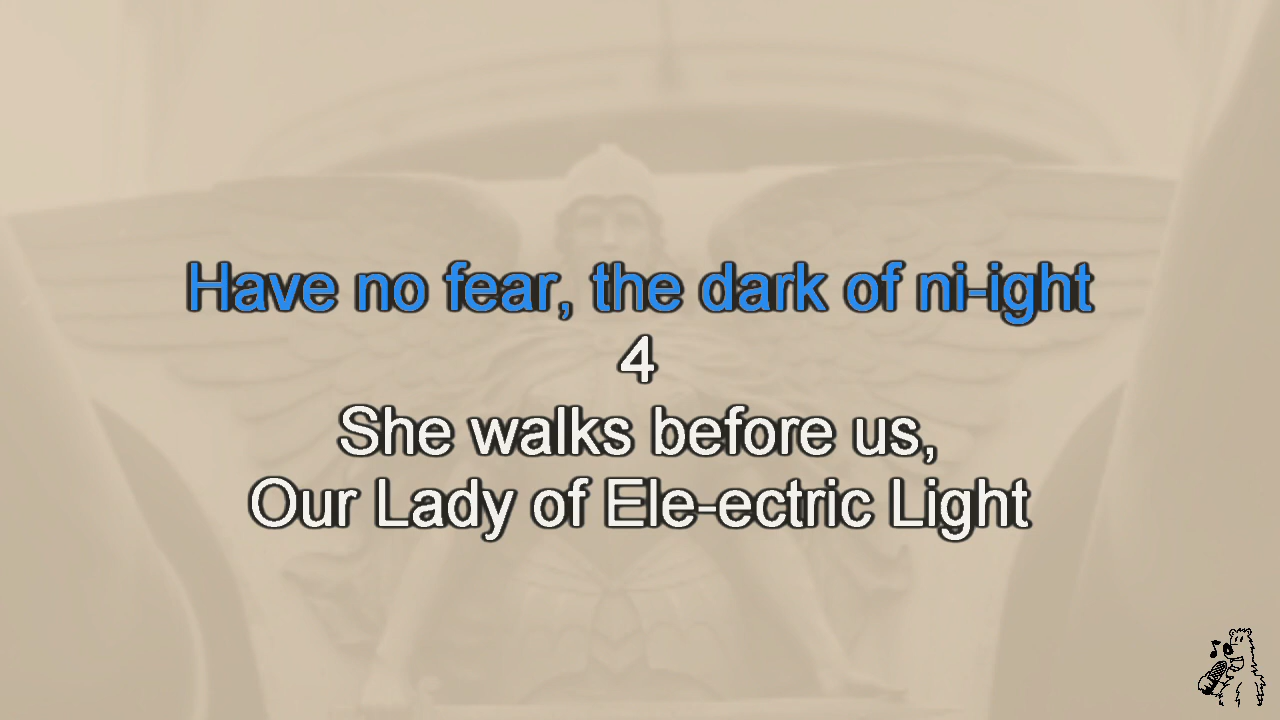 Have no fear, the dark of ni-ight
4
She walks before us,
Our Lady of Ele-ectric Light